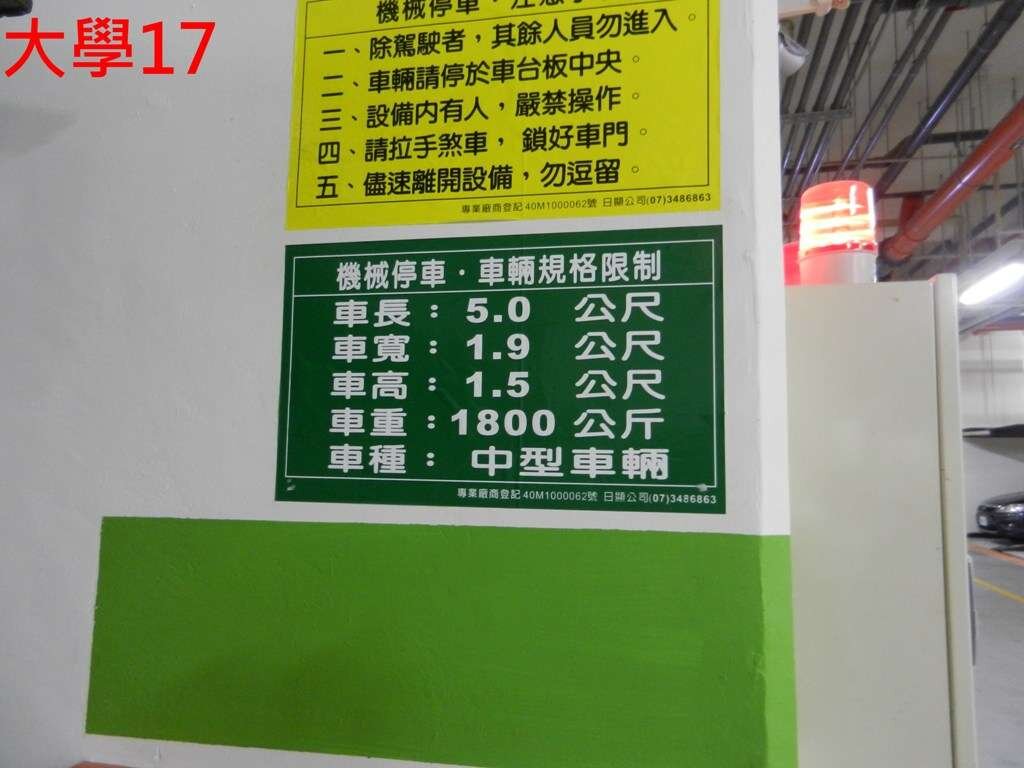 大學17
機械停車．注意事
一、除駕駛者，其餘人員勿進入。
二、車輛請停於車台板中央。
三、設備內有人，嚴禁操作。
四、請拉手煞車， 鎖好車門。
五、儘速離開設備，勿逗留。
專業廠商登記 40M1000062號 日顯公司(07)3486863
機械停車．車輛規格限制
車長： 5.0 公尺
車寬： 1.9 公尺
車高： 1.5 公尺
車重：1800 公斤
車種： 中型車輛
專業廠商登記 40M1000062號 日顯公司(07)3486863